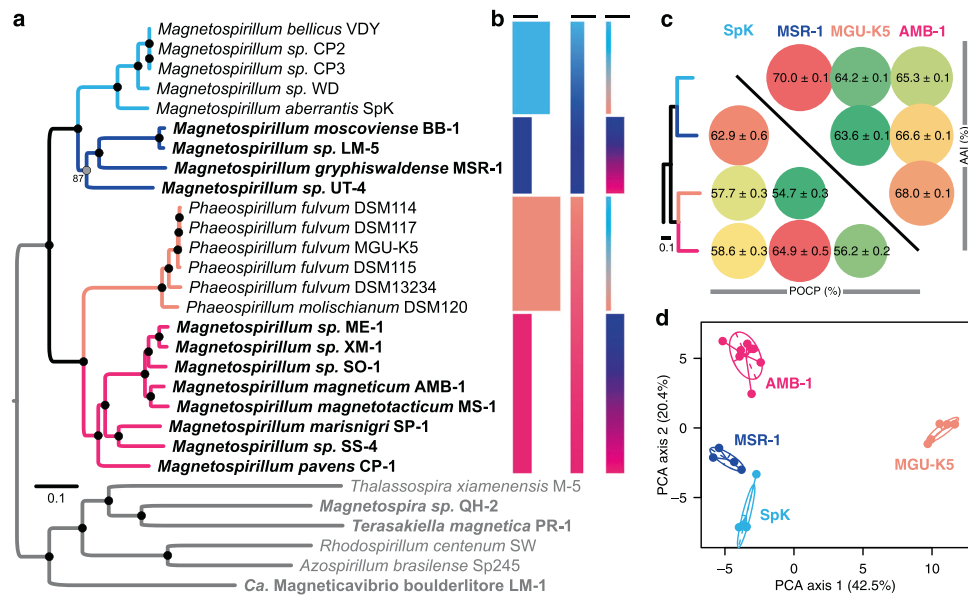 a
Magnetospirillum bellicus VDY
Magnetospirillum sp. CP2
Magnetospirillum sp. CP3
Magnetospirillum sp. WD
Magnetospirillum aberrantis SpK
Magnetospirillum moscoviense BB-1
Magnetospirillum sp. LM-5
Magnetospirillum gryphiswaldense MSR-1
87
Magnetospirillum sp. UT-4
Phaeospirillum fulvum DSM114
Phaeospirillum fulvum DSM117
Phaeospirillum fulvum MGU-K5
Phaeospirillum fulvum DSM115
Phaeospirillum fulvum DSM13234
Phaeospirillum molischianum DSM120
Magnetospirillum sp. ME-1
Magnetospirillum sp. XM-1
Magnetospirillum sp. SO-1
Magnetospirillum magneticum AMB-1
Magnetospirillum magnetotacticum MS-1
Magnetospirillum marisnigri SP-1
Magnetospirillum sp. SS-4
Magnetospirillum pavens CP-1
0.1
Thalassospira xiamenensis M-5
Magnetospira sp. QH-2
Terasakiella magnetica PR-1
Rhodospirillum centenum SW
Azospirillum brasilense Sp245
Ca. Magneticavibrio boulderlitore LM-1
b
c
SpK MSR-1 MGU-K5 AMB-1
70.0 ± 0.1 64.2 ± 0.1 65.3 ± 0.1
62.9 ± 0.6 63.6 ± 0.1 66.6 ± 0.1
57.7 ± 0.3 54.7 ± 0.3 68.0 ± 0.1
58.6 ± 0.3 64.9 ± 0.5 56.2 ± 0.2
0.1
AAI (%)
POCP (%)
d
PCA axis 2 (20.4%)
5
0
−5
AMB-1
MSR-1
MGU-K5
SpK
−5 0 5 10
PCA axis 1 (42.5%)